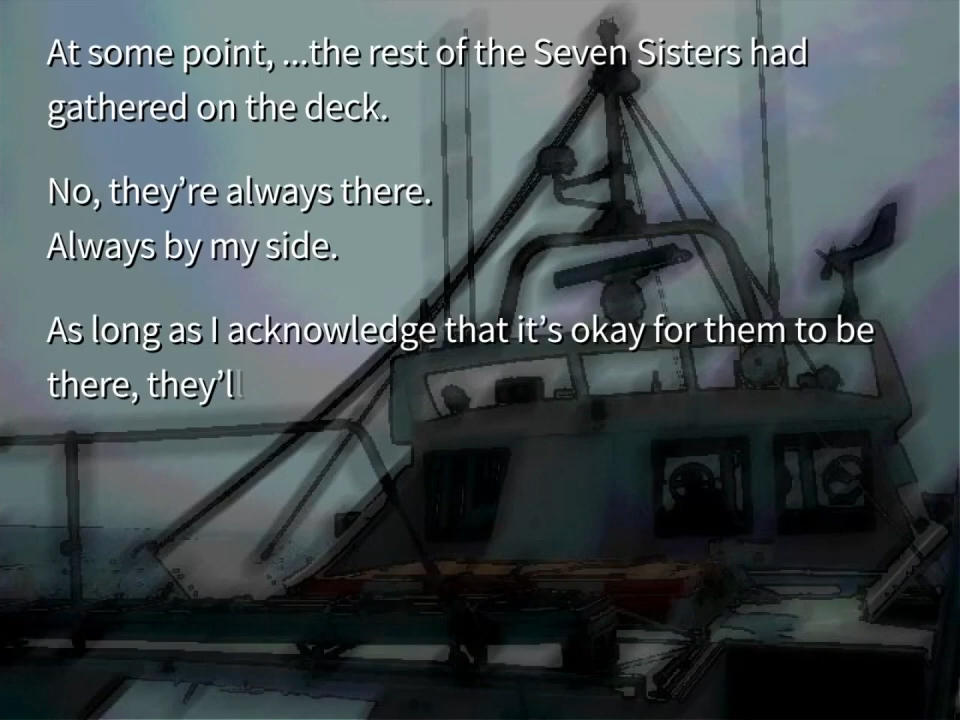 At some point, ...the rest of the Seven Sisters had
gathered on the deck.
No, they’re always there.
Always by my side.
As long as I acknowledge that it’s okay for them to be
there, they’ll